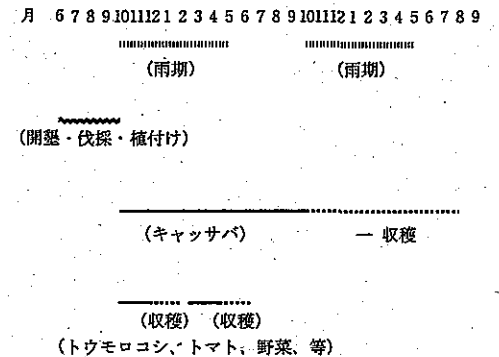 月 6 7 8 9 10 11 12 1 2 3 4 5 6 7 8 9 10 11 12 1 2 3 4 5 6 7 8 9
(雨期) (雨期)
(開墾・伐採・植付け)
(キャッサバ) ー 収穫
(収穫) (収穫)
(トウモロコシ、トマト、野菜、等)